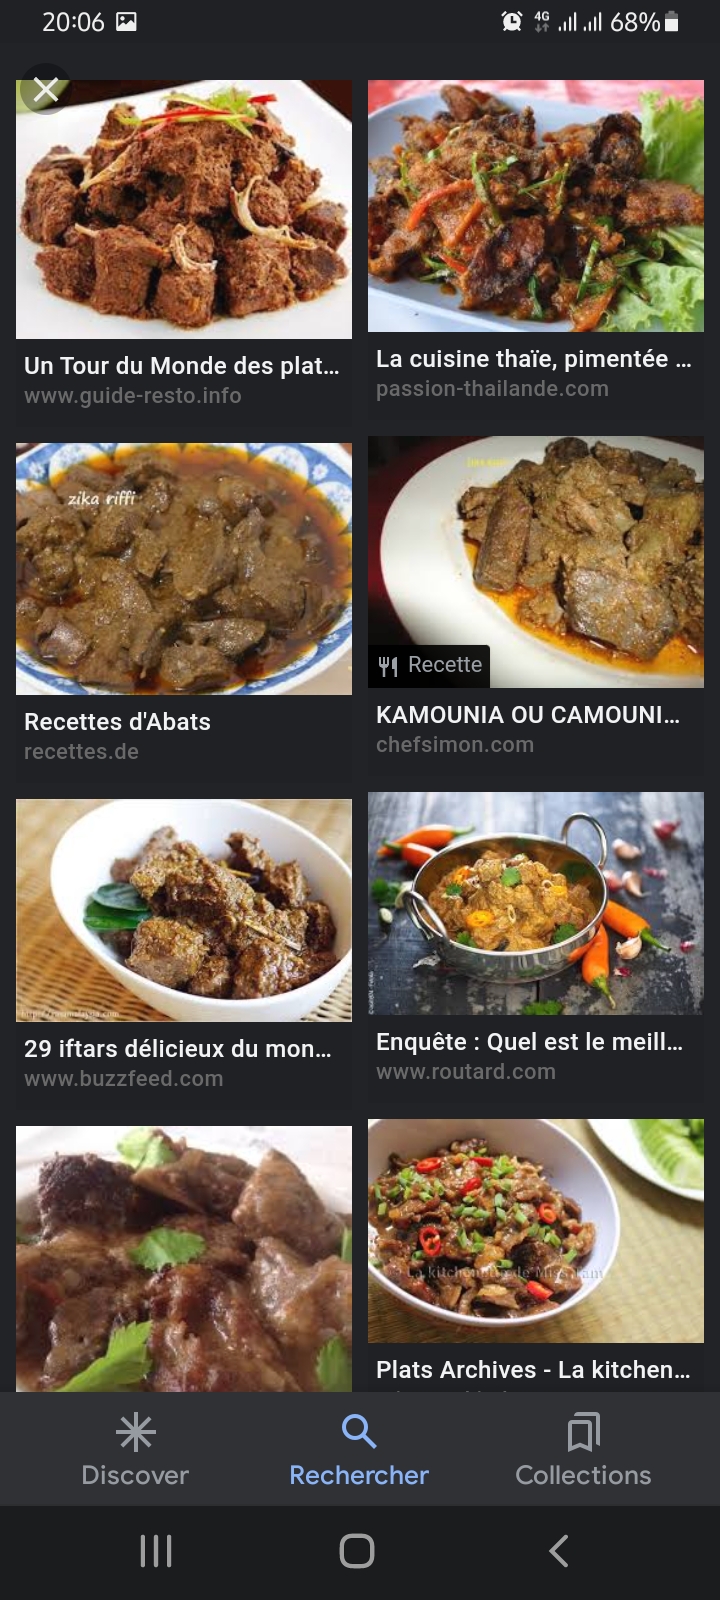 20:06
4G
68%
Un Tour du Monde des plat...
www.guide-resto.info
La cuisine thaïe, pimentée ...
passion-thailande.com
zika riffi
Recettes d'Abats
recettes.de
Recette
KAMOUNIA OU CAMOUNI...
chefsimon.com
29 iftars délicieux du mon...
www.buzzfeed.com
Enquête : Quel est le meill...
www.routard.com
Plats Archives - La kitchen...
Discover
Rechercher
Collections